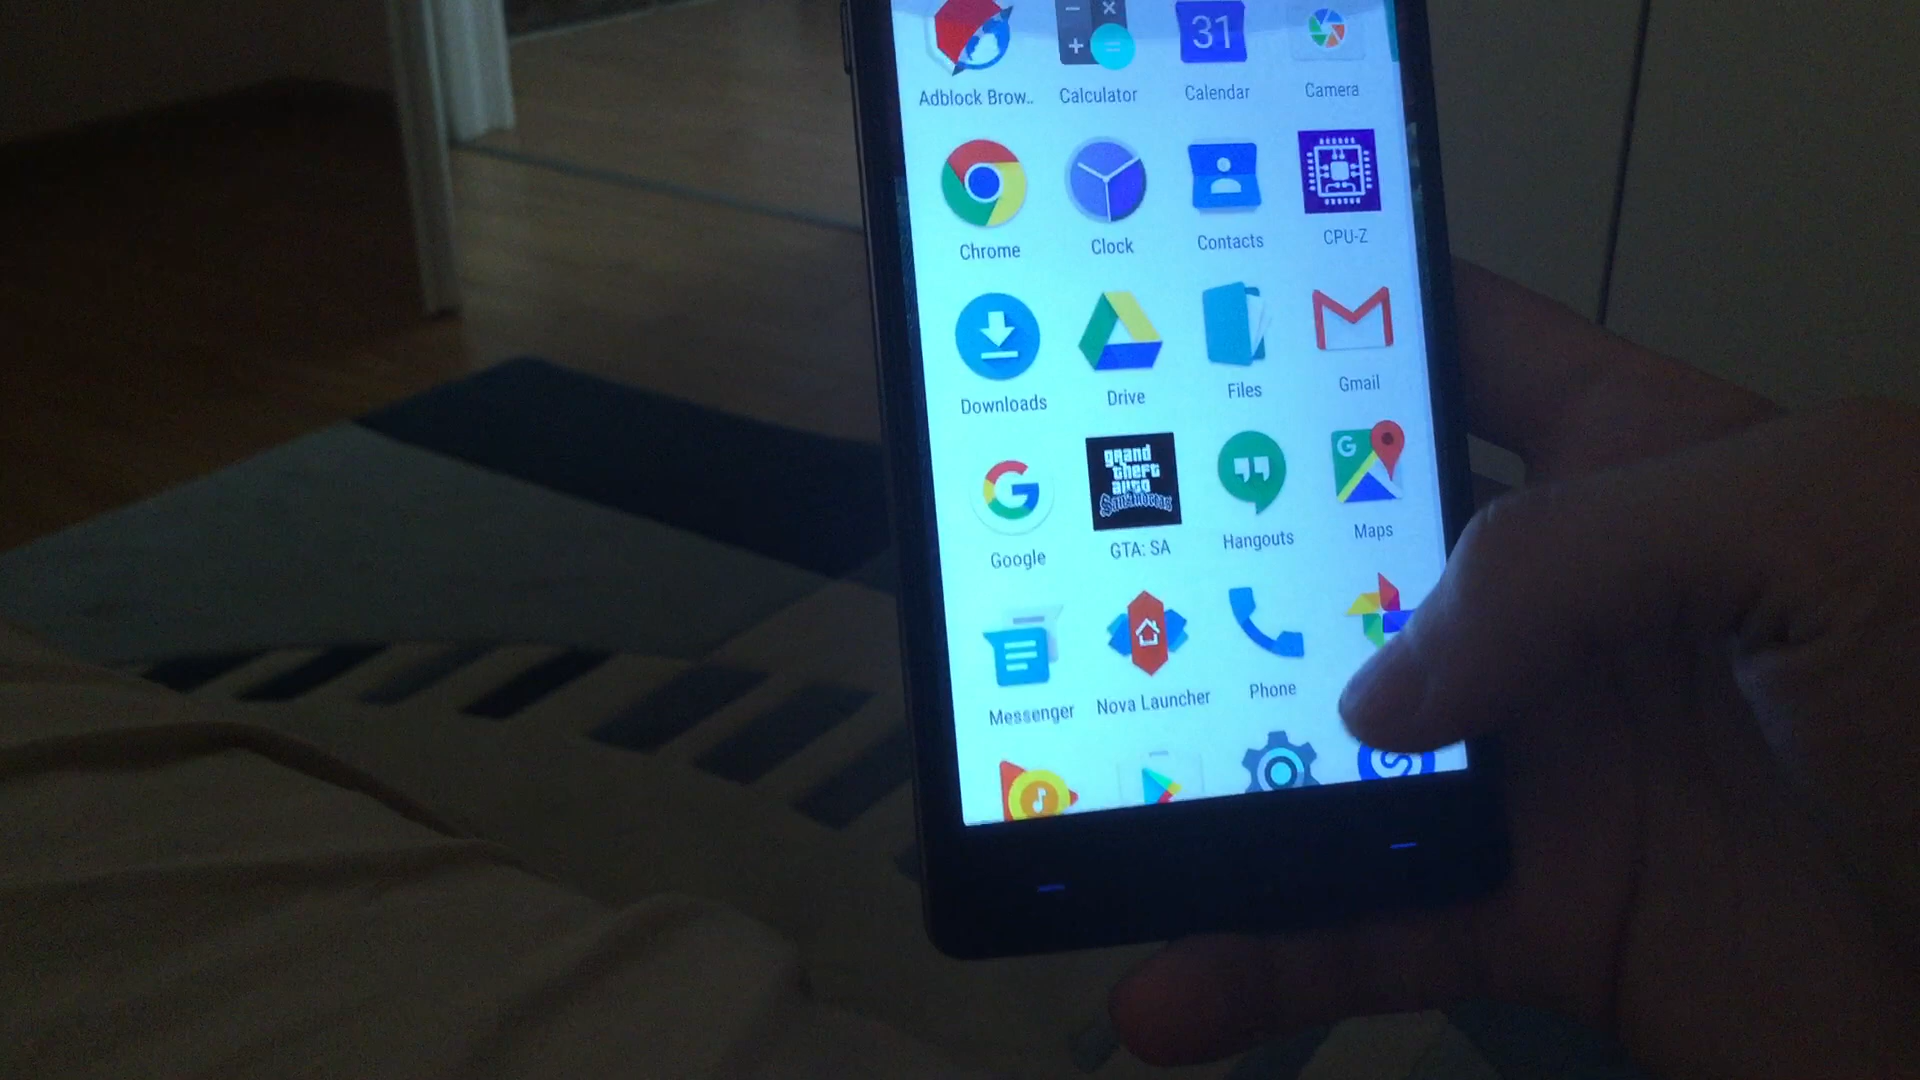 31
Adblock Brow..
Calculator
Calendar
Camera
Chrome
Clock
Contacts
CPU-Z
Downloads
Drive
Files
Gmail
G
grand
theft
auto
San Andreas
Google
GTA: SA
Hangouts
Maps
Messenger
Nova Launcher
Phone